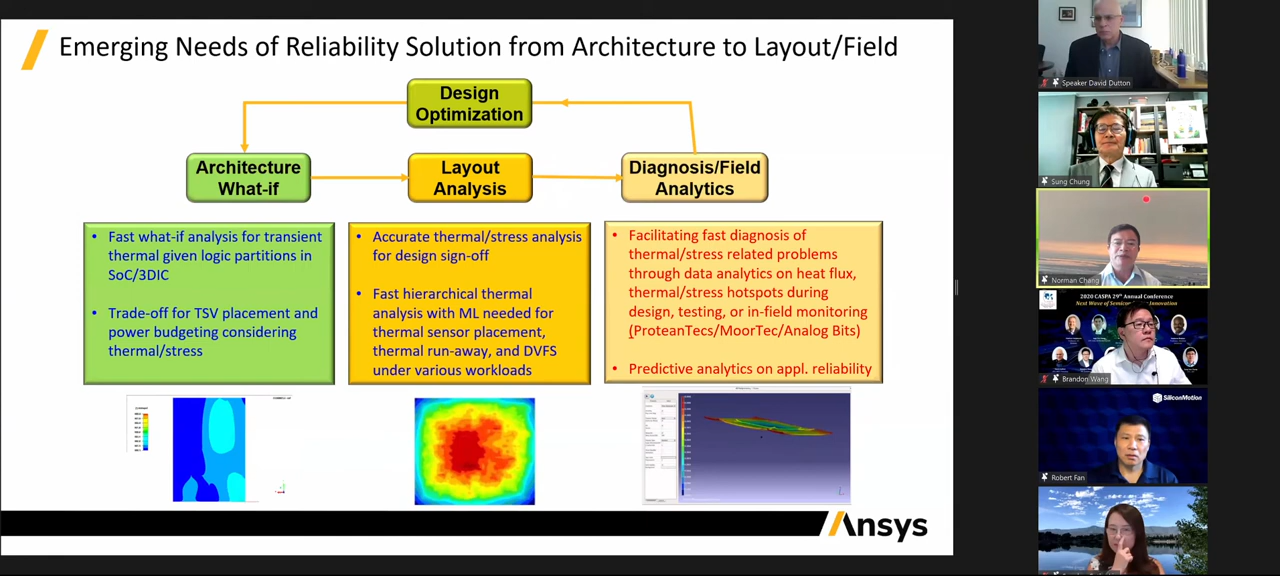 Emerging Needs of Reliability Solution from Architecture to Layout/Field
Design
Optimization
Architecture
What-if
Layout
Analysis
Diagnosis/Field
Analytics
• Fast what-if analysis for transient
thermal given logic partitions in
SoC/3DIC
• Trade-off for TSV placement and
power budgeting considering
thermal/stress
• Accurate thermal/stress analysis
for design sign-off
• Fast hierarchical thermal
analysis with ML needed for
thermal sensor placement,
thermal run-away, and DVFS
under various workloads
• Facilitating fast diagnosis of
thermal/stress related problems
through data analytics on heat flux,
thermal/stress hotspots during
design, testing, or in-field monitoring
(ProteanTecs/MoorTec/Analog Bits)
• Predictive analytics on appl. reliability
Ansys
Speaker David Dutton
Sung Chung
Norman Chang
2020 CASPA 29th Annual Conference
Next Wave of Innovation
Brandon Wang
SiliconMotion
Robert Fan